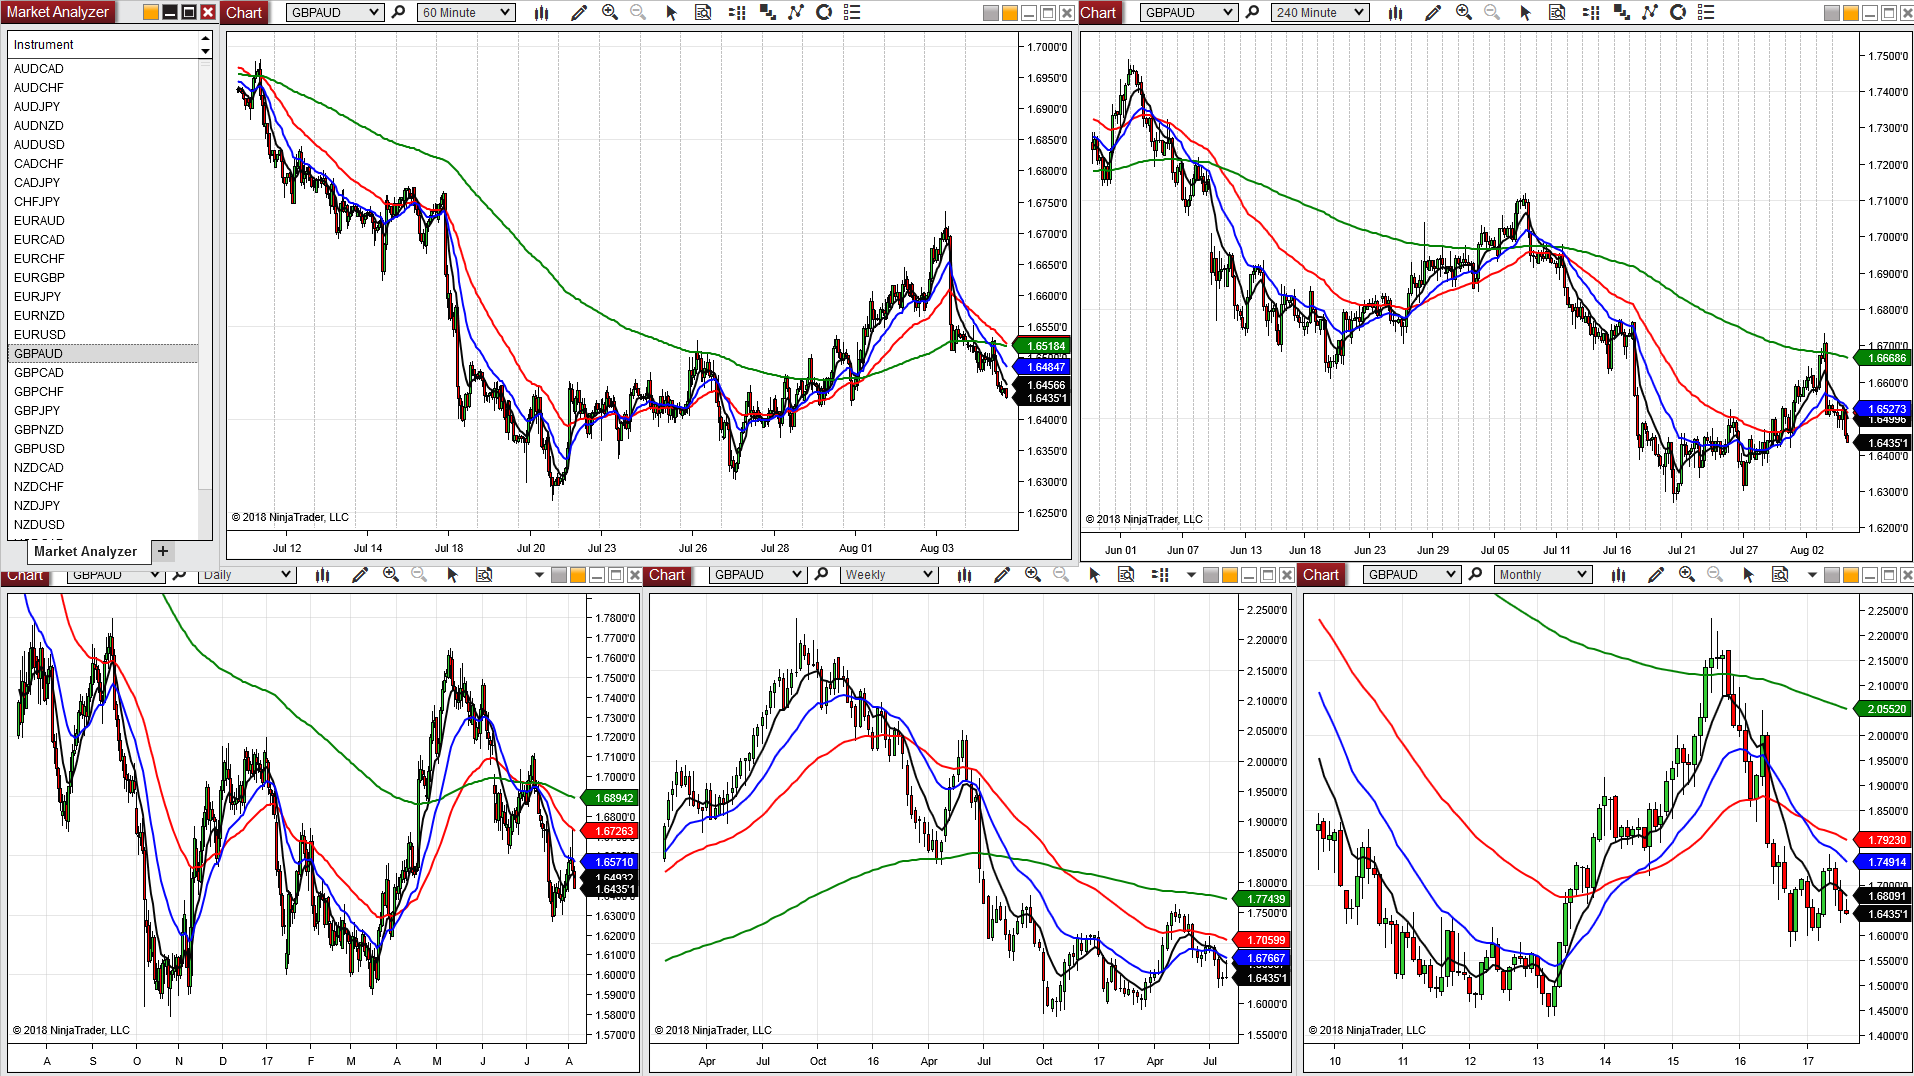 Market Analyzer
Instrument
AUDCAD
AUDCHF
AUDJPY
AUDNZD
AUDUSD
CADCHF
CADJPY
CHFJPY
EURAUD
EURCAD
EURCHF
EURGBP
EURJPY
EURNZD
EURUSD
GBPAUD
GBPCAD
GBPCHF
GBPJPY
GBPNZD
GBPUSD
NZDCAD
NZDCHF
NZDJPY
NZDUSD
Market Analyzer +
Chart GBPAUD 60 Minute
1.7000'0
1.6950'0
1.6900'0
1.6850'0
1.6800'0
1.6750'0
1.6700'0
1.6650'0
1.6600'0
1.6550'0
1.65184
1.64847
1.64566
1.6435'1
1.6400'0
1.6350'0
1.6300'0
1.6250'0
© 2018 NinjaTrader, LLC
Jul 12 Jul 14 Jul 18 Jul 20 Jul 23 Jul 26 Jul 28 Aug 01 Aug 03
Chart GBPAUD 240 Minute
1.7500'0
1.7400'0
1.7300'0
1.7200'0
1.7100'0
1.7000'0
1.6900'0
1.6800'0
1.6700'0
1.66686
1.6600'0
1.65273
1.64996
1.6435'1
1.6400'0
1.6300'0
1.6200'0
© 2018 NinjaTrader, LLC
Jun 01 Jun 07 Jun 13 Jun 18 Jun 23 Jun 29 Jul 05 Jul 11 Jul 16 Jul 21 Jul 27 Aug 02
Chart GBPAUD Daily
1.7800'0
1.7700'0
1.7600'0
1.7500'0
1.7400'0
1.7300'0
1.7200'0
1.7100'0
1.7000'0
1.68942
1.6800'0
1.67263
1.65710
1.64932
1.6435'1
1.6300'0
1.6200'0
1.6100'0
1.6000'0
1.5900'0
1.5800'0
1.5700'0
© 2018 NinjaTrader, LLC
A S O N D 17 F M A M J J A
Chart GBPAUD Weekly
2.2500'0
2.2000'0
2.1500'0
2.1000'0
2.0500'0
2.0000'0
1.9500'0
1.9000'0
1.8500'0
1.8000'0
1.77439
1.7500'0
1.70599
1.67667
1.6435'1
1.6000'0
1.5500'0
© 2018 NinjaTrader, LLC
Apr Jul Oct 16 Apr Jul Oct 17 Apr Jul
Chart GBPAUD Monthly
2.2500'0
2.2000'0
2.1500'0
2.1000'0
2.05520
2.0000'0
1.9500'0
1.9000'0
1.8500'0
1.79230
1.74914
1.7000'0
1.68091
1.6435'1
1.6000'0
1.5500'0
1.5000'0
1.4500'0
1.4000'0
© 2018 NinjaTrader, LLC
10 11 12 13 14 15 16 17